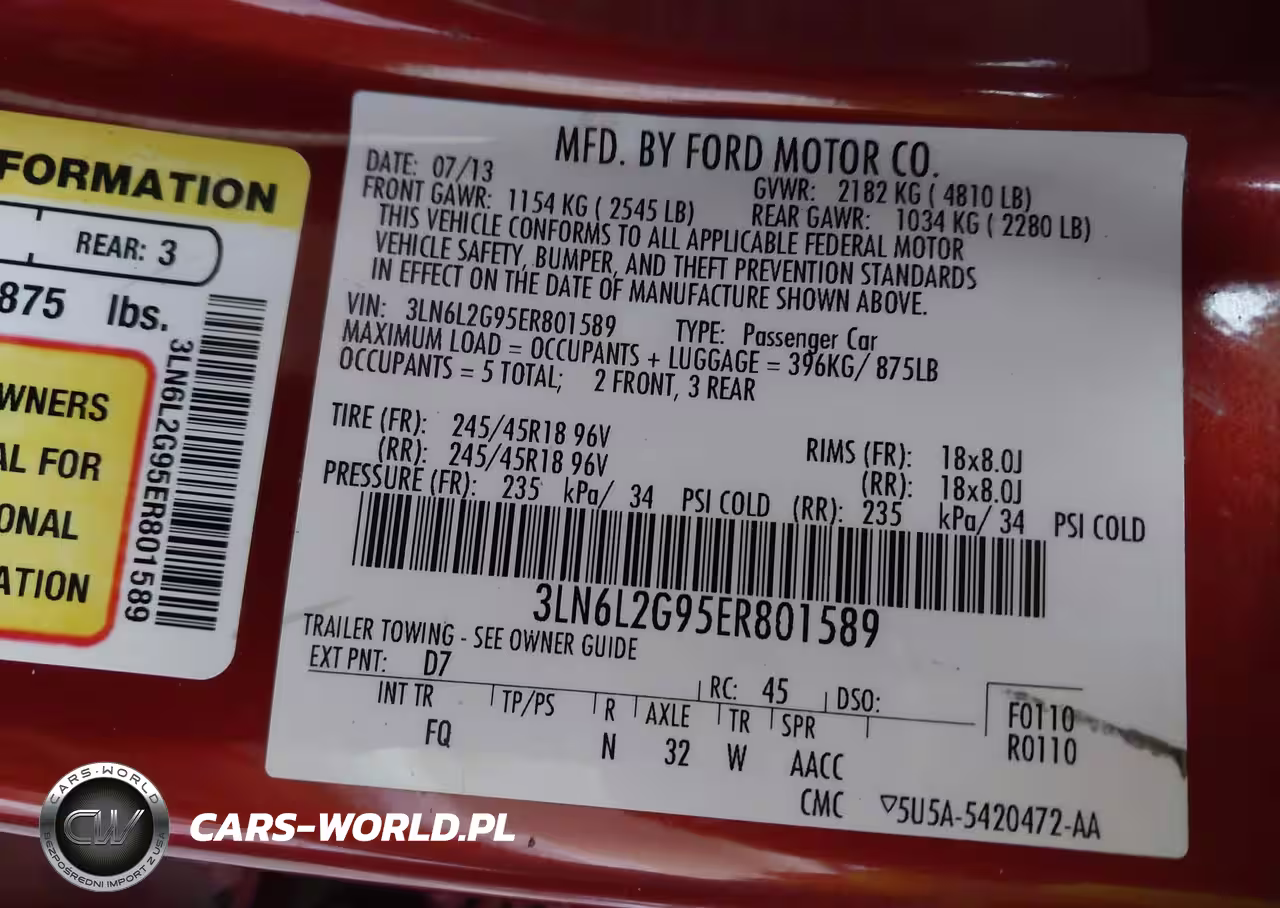 FORMATION
REAR: 3
875 lbs.
WNERS
AL FOR
ONAL
ATION
3LN6L2G95ER801589
MFD. BY FORD MOTOR CO.
DATE: 07/13 GVWR: 2182 KG ( 4810 LB)
FRONT GAWR: 1154 KG ( 2545 LB) REAR GAWR: 1034 KG ( 2280 LB)
THIS VEHICLE CONFORMS TO ALL APPLICABLE FEDERAL MOTOR
VEHICLE SAFETY, BUMPER, AND THEFT PREVENTION STANDARDS
IN EFFECT ON THE DATE OF MANUFACTURE SHOWN ABOVE.
VIN: 3LN6L2G95ER801589 TYPE: Passenger Car
MAXIMUM LOAD = OCCUPANTS + LUGGAGE = 396KG/ 875LB
OCCUPANTS = 5 TOTAL; 2 FRONT, 3 REAR
TIRE (FR): 245/45R18 96V RIMS (FR): 18x8.0J
(RR): 245/45R18 96V (RR): 18x8.0J
PRESSURE (FR): 235 kPa/ 34 PSI COLD (RR): 235 kPa/ 34 PSI COLD
3LN6L2G95ER801589
TRAILER TOWING - SEE OWNER GUIDE
EXT PNT: D7 RC: 45 DSO:
INT TR TP/PS R AXLE TR SPR F0110
FQ N 32 W AACC R0110
CMC ▽5U5A-5420472-AA
CARS-WORLD
CW
BEZPOŚREDNI IMPORT Z USA
CARS-WORLD.PL